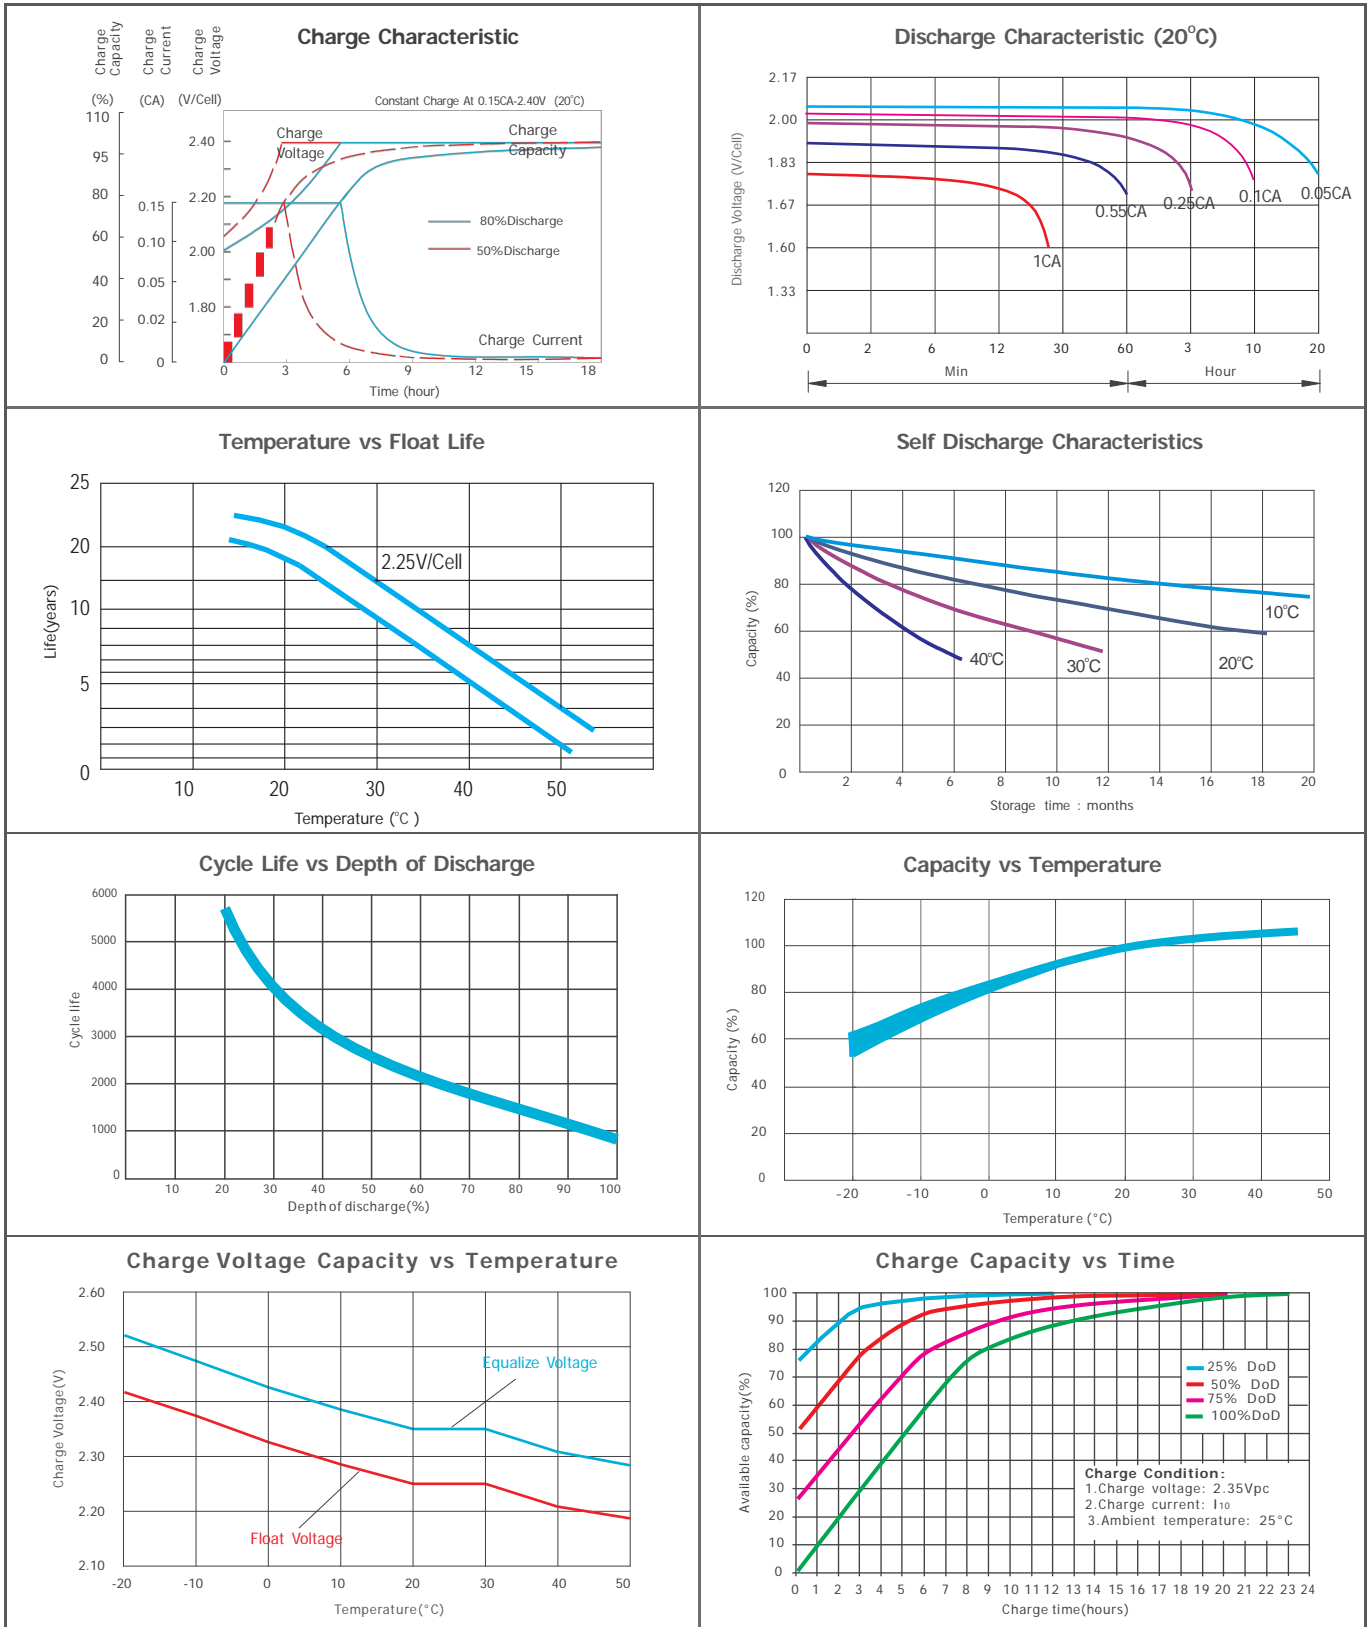 Charge Characteristic
Charge Capacity
Charge Current
Charge Voltage
(%) (CA) (V/Cell)
Constant Charge At 0.15CA-2.40V (20°C)
110
95
80
60
40
20
0
0.15
0.10
0.05
0.02
0
2.40
2.20
2.00
1.80
Charge
Voltage
Charge
Capacity
80%Discharge
50%Discharge
Charge Current
0 3 6 9 12 15 18
Time (hour)
Discharge Characteristic (20°C)
Discharge Voltage (V/Cell)
2.17
2.00
1.83
1.67
1.60
1.33
1CA
0.55CA
0.25CA
0.1CA
0.05CA
0 2 6 12 30 60 3 10 20
Min Hour
Temperature vs Float Life
Life(years)
25
20
10
5
0
2.25V/Cell
10 20 30 40 50
Temperature (°C )
Self Discharge Characteristics
Capacity (%)
120
100
80
60
40
20
0
10°C
20°C
30°C
40°C
2 4 6 8 10 12 14 16 18 20
Storage time : months
Cycle Life vs Depth of Discharge
Cycle life
6000
5000
4000
3000
2000
1000
0
10 20 30 40 50 60 70 80 90 100
Depth of discharge(%)
Capacity vs Temperature
Capacity (%)
120
100
80
60
40
20
0
-20 -10 0 10 20 30 40 50
Temperature (°C)
Charge Voltage Capacity vs Temperature
Charge Voltage(V)
2.60
2.50
2.40
2.30
2.20
2.10
Equalize Voltage
Float Voltage
-20 -10 0 10 20 30 40 50
Temperature(°C)
Charge Capacity vs Time
Available capacity(%)
100
90
80
70
60
50
40
30
20
10
0
25% DoD
50% DoD
75% DoD
100%DoD
Charge Condition:
1.Charge voltage: 2.35Vpc
2.Charge current: I10
3.Ambient temperature: 25°C
0 1 2 3 4 5 6 7 8 9 10 11 12 13 14 15 16 17 18 19 20 21 22 23 24
Charge time(hours)